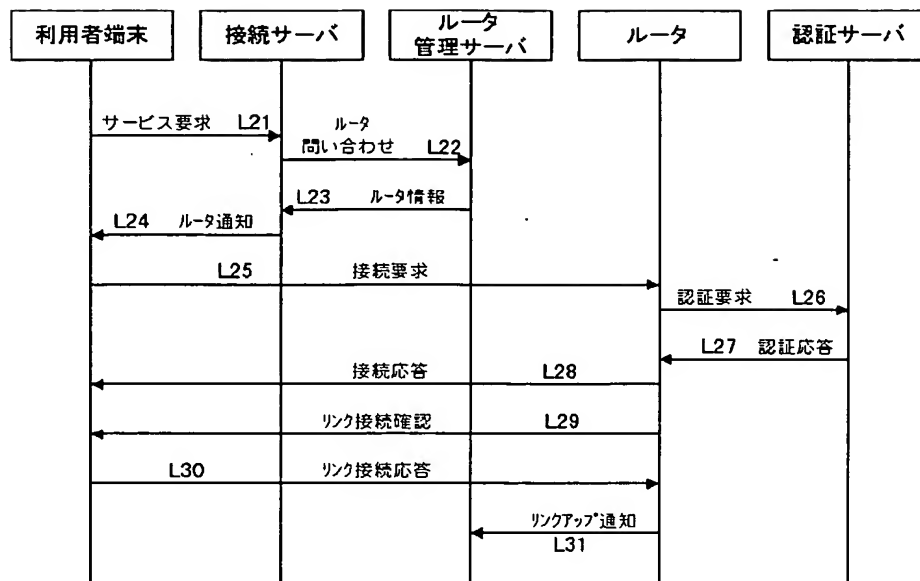 利用者端末
接続サーバ
ルータ
管理サーバ
ルータ
認証サーバ
サービス要求 L21
ルータ
問い合わせ L22
L23 ルータ情報
L24 ルータ通知
L25 接続要求
認証要求 L26
L27 認証応答
接続応答 L28
リンク接続確認 L29
L30 リンク接続応答
リンクアップ通知
L31